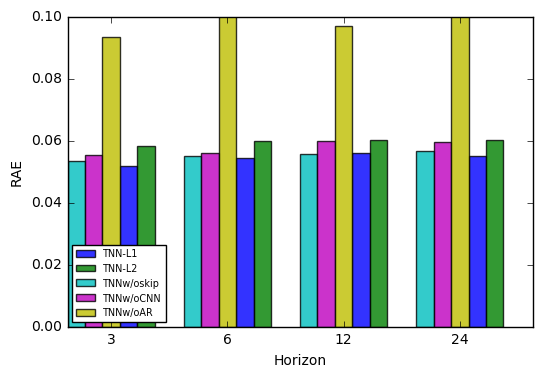 0.10
0.08
0.06
0.04
0.02
0.00
RAE
TNN-L1
TNN-L2
TNNw/oskip
TNNw/oCNN
TNNw/oAR
3 6 12 24
Horizon